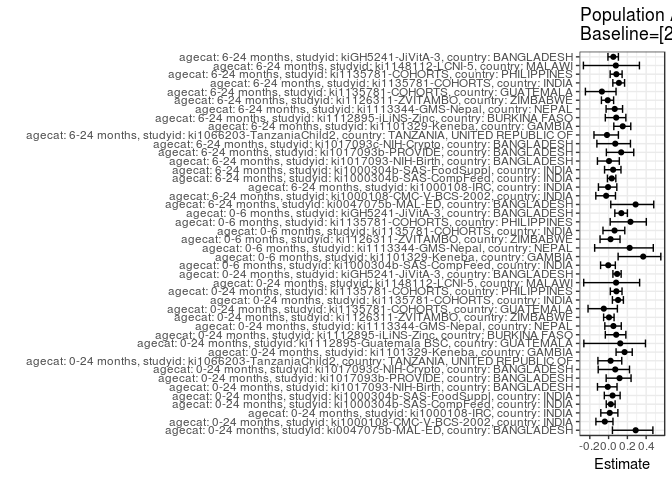 Population A
Baseline=[2
agecat: 6-24 months, studyid: kiGH5241-JiVitA-3, country: BANGLADESH
agecat: 6-24 months, studyid: ki1148112-LCNI-5, country: MALAWI
agecat: 6-24 months, studyid: ki1135781-COHORTS, country: PHILIPPINES
agecat: 6-24 months, studyid: ki1135781-COHORTS, country: INDIA
agecat: 6-24 months, studyid: ki1135781-COHORTS, country: GUATEMALA
agecat: 6-24 months, studyid: ki1126311-ZVITAMBO, country: ZIMBABWE
agecat: 6-24 months, studyid: ki1113344-GMS-Nepal, country: NEPAL
agecat: 6-24 months, studyid: ki1112895-iLiNS-Zinc, country: BURKINA FASO
agecat: 6-24 months, studyid: ki1101329-Keneba, country: GAMBIA
agecat: 6-24 months, studyid: ki1066203-TanzaniaChild2, country: TANZANIA, UNITED REPUBLIC OF
agecat: 6-24 months, studyid: ki1017093c-NIH-Crypto, country: BANGLADESH
agecat: 6-24 months, studyid: ki1017093b-PROVIDE, country: BANGLADESH
agecat: 6-24 months, studyid: ki1017093-NIH-Birth, country: BANGLADESH
agecat: 6-24 months, studyid: ki1000304b-SAS-FoodSuppl, country: INDIA
agecat: 6-24 months, studyid: ki1000304b-SAS-CompFeed, country: INDIA
agecat: 6-24 months, studyid: ki1000108-IRC, country: INDIA
agecat: 6-24 months, studyid: ki1000108-CMC-V-BCS-2002, country: INDIA
agecat: 6-24 months, studyid: ki0047075b-MAL-ED, country: BANGLADESH
agecat: 0-6 months, studyid: kiGH5241-JiVitA-3, country: BANGLADESH
agecat: 0-6 months, studyid: ki1135781-COHORTS, country: PHILIPPINES
agecat: 0-6 months, studyid: ki1135781-COHORTS, country: INDIA
agecat: 0-6 months, studyid: ki1126311-ZVITAMBO, country: ZIMBABWE
agecat: 0-6 months, studyid: ki1113344-GMS-Nepal, country: NEPAL
agecat: 0-6 months, studyid: ki1101329-Keneba, country: GAMBIA
agecat: 0-6 months, studyid: ki1000304b-SAS-CompFeed, country: INDIA
agecat: 0-24 months, studyid: kiGH5241-JiVitA-3, country: BANGLADESH
agecat: 0-24 months, studyid: ki1148112-LCNI-5, country: MALAWI
agecat: 0-24 months, studyid: ki1135781-COHORTS, country: PHILIPPINES
agecat: 0-24 months, studyid: ki1135781-COHORTS, country: INDIA
agecat: 0-24 months, studyid: ki1135781-COHORTS, country: GUATEMALA
agecat: 0-24 months, studyid: ki1126311-ZVITAMBO, country: ZIMBABWE
agecat: 0-24 months, studyid: ki1113344-GMS-Nepal, country: NEPAL
agecat: 0-24 months, studyid: ki1112895-iLiNS-Zinc, country: BURKINA FASO
agecat: 0-24 months, studyid: ki1112895-Guatemala BSC, country: GUATEMALA
agecat: 0-24 months, studyid: ki1101329-Keneba, country: GAMBIA
agecat: 0-24 months, studyid: ki1066203-TanzaniaChild2, country: TANZANIA, UNITED REPUBLIC OF
agecat: 0-24 months, studyid: ki1017093c-NIH-Crypto, country: BANGLADESH
agecat: 0-24 months, studyid: ki1017093b-PROVIDE, country: BANGLADESH
agecat: 0-24 months, studyid: ki1017093-NIH-Birth, country: BANGLADESH
agecat: 0-24 months, studyid: ki1000304b-SAS-FoodSuppl, country: INDIA
agecat: 0-24 months, studyid: ki1000304b-SAS-CompFeed, country: INDIA
agecat: 0-24 months, studyid: ki1000108-IRC, country: INDIA
agecat: 0-24 months, studyid: ki1000108-CMC-V-BCS-2002, country: INDIA
agecat: 0-24 months, studyid: ki0047075b-MAL-ED, country: BANGLADESH
-0.2 0.0 0.2 0.4
Estimate